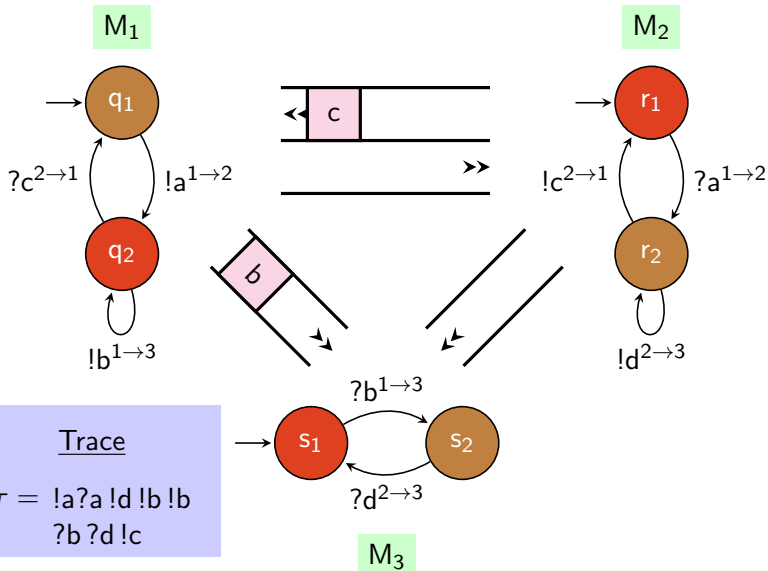 M₁
M₂
q₁
c
r₁
?c²→¹
!a¹→²
!c²→¹
?a¹→²
q₂
r₂
b
!b¹→³
!d²→³
?b¹→³
s₁
s₂
?d²→³
Trace
= !a?a !d !b !b
?b ?d !c
M₃